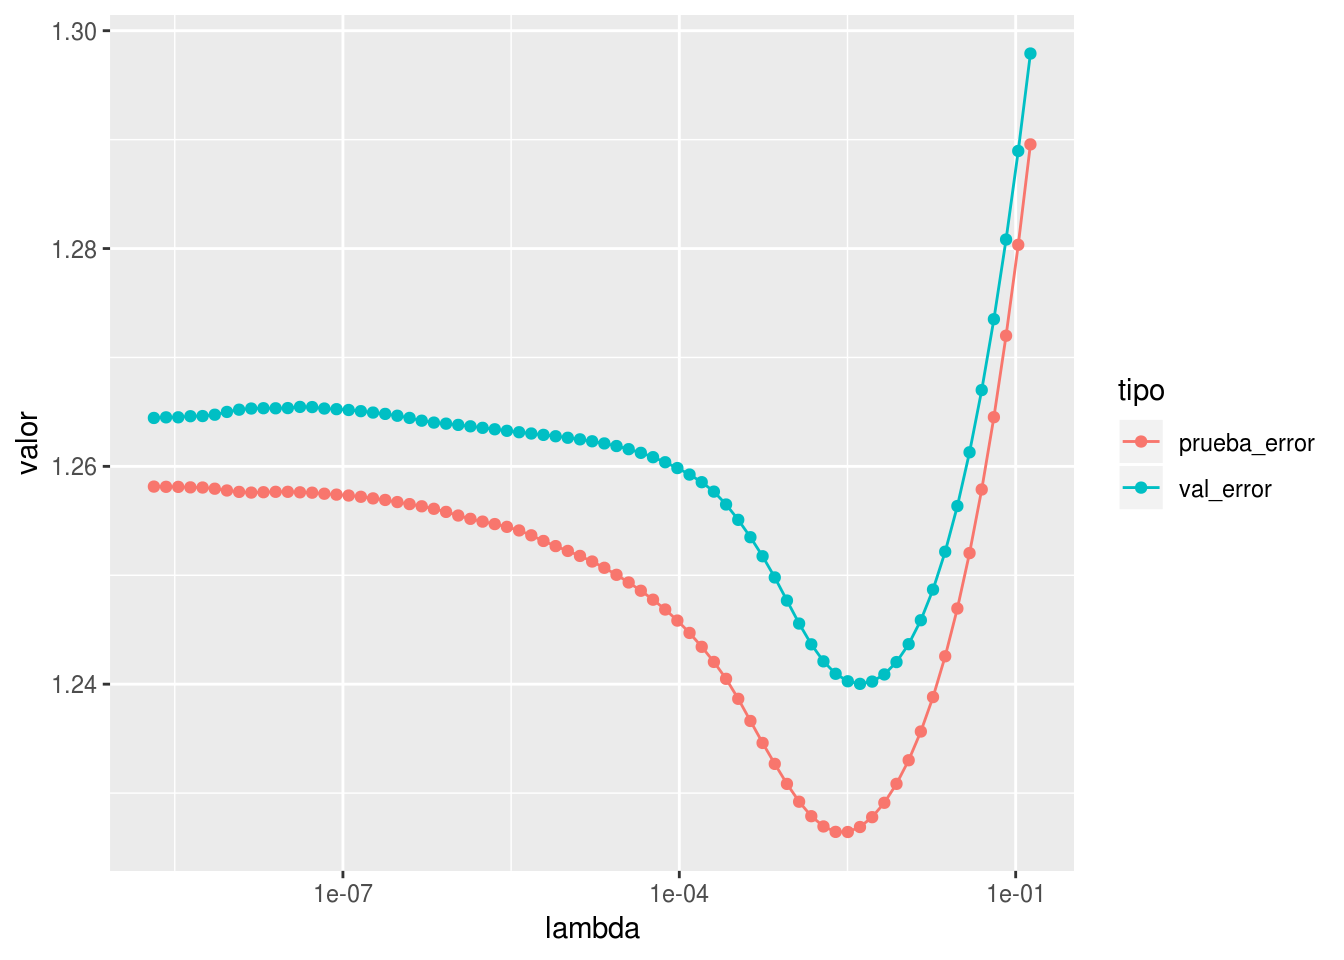 1.30
1.28
1.26
1.24
valor
1e-07
1e-04
1e-01
lambda
tipo
prueba_error
val_error